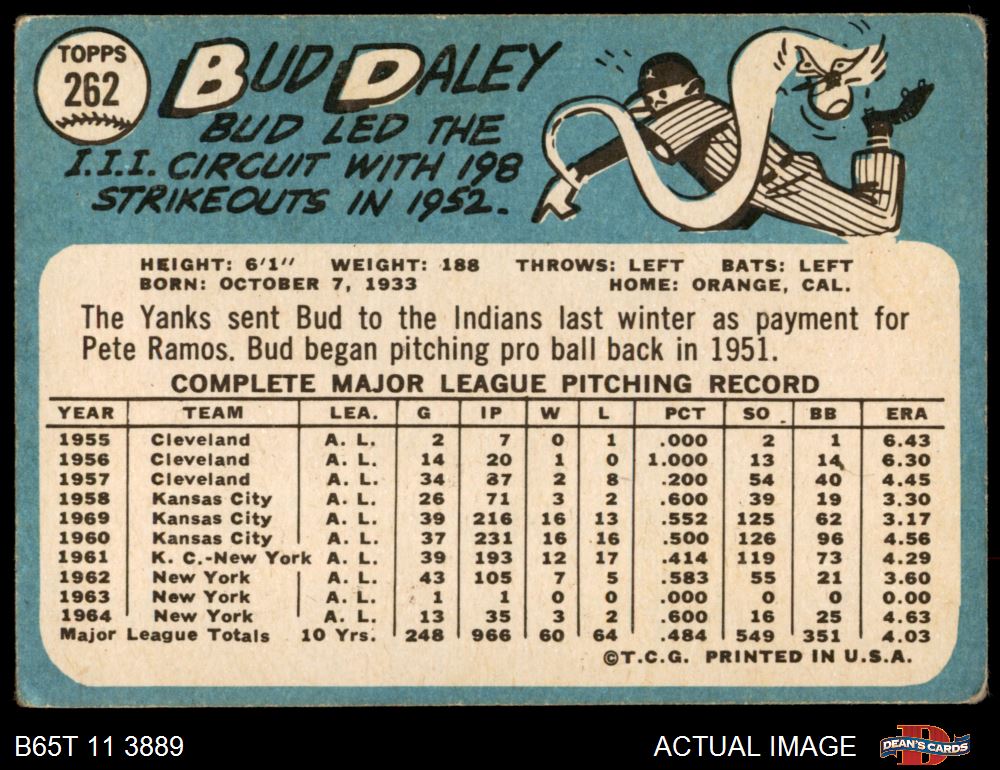 TOPPS
262
BUD DALEY
BUD LED THE
I.I.I. CIRCUIT WITH 198
STRIKEOUTS IN 1952.
HEIGHT: 6'1" WEIGHT: 188 THROWS: LEFT BATS: LEFT
BORN: OCTOBER 7, 1933 HOME: ORANGE, CAL.
The Yanks sent Bud to the Indians last winter as payment for
Pete Ramos. Bud began pitching pro ball back in 1951.
COMPLETE MAJOR LEAGUE PITCHING RECORD
YEAR TEAM LEA. G IP W L PCT SO BB ERA
1955 Cleveland A. L. 2 7 0 1 .000 2 1 6.43
1956 Cleveland A. L. 14 20 1 0 1.000 13 14 6.30
1957 Cleveland A. L. 34 87 2 8 .200 54 40 4.45
1958 Kansas City A. L. 26 71 3 2 .600 39 19 3.30
1969 Kansas City A. L. 39 216 16 13 .552 125 62 3.17
1960 Kansas City A. L. 37 231 16 16 .500 126 96 4.56
1961 K. C.-New York A. L. 39 193 12 17 .414 119 73 4.29
1962 New York A. L. 43 105 7 5 .583 55 21 3.60
1963 New York A. L. 1 1 0 0 .000 0 0 0.00
1964 New York A. L. 13 35 3 2 .600 16 25 4.63
Major League Totals 10 Yrs. 248 966 60 64 .484 549 351 4.03
©T.C.G. PRINTED IN U.S.A.
B65T 11 3889 ACTUAL IMAGE DEAN'S CARDS